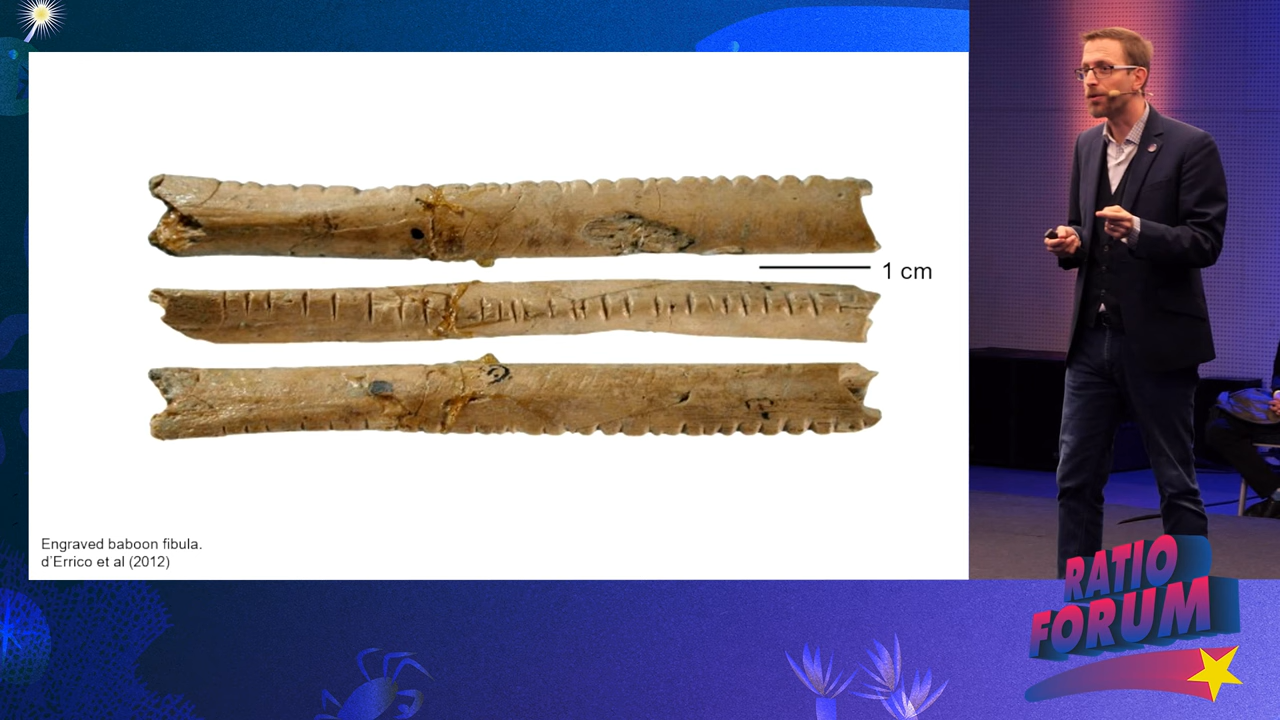 1 cm
Engraved baboon fibula.
d'Errico et al (2012)
RATIO
FORUM